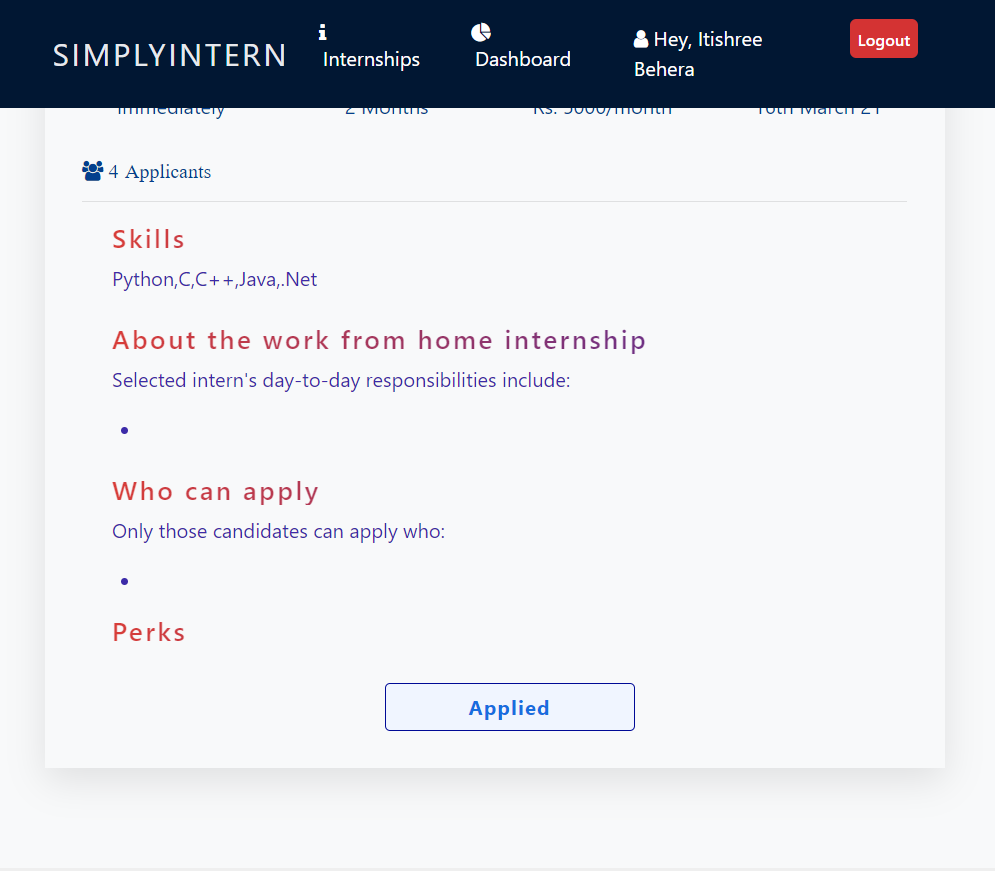 SIMPLYINTERN
Internships
Dashboard
Hey, Itishree
Behera
Logout
Immediately 2 Months Rs. 5000/month 16th March'21
4 Applicants
Skills
Python,C,C++,Java,.Net
About the work from home internship
Selected intern's day-to-day responsibilities include:
Who can apply
Only those candidates can apply who:
Perks
Applied